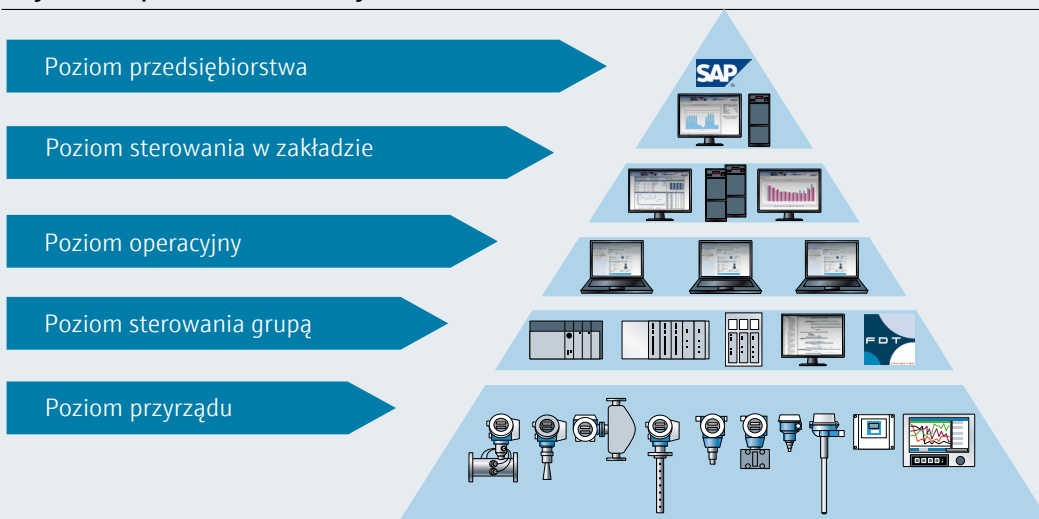 Poziom przedsiębiorstwa
SAP
Poziom sterowania w zakładzie
Poziom operacyjny
Poziom sterowania grupą
FDT
Poziom przyrządu